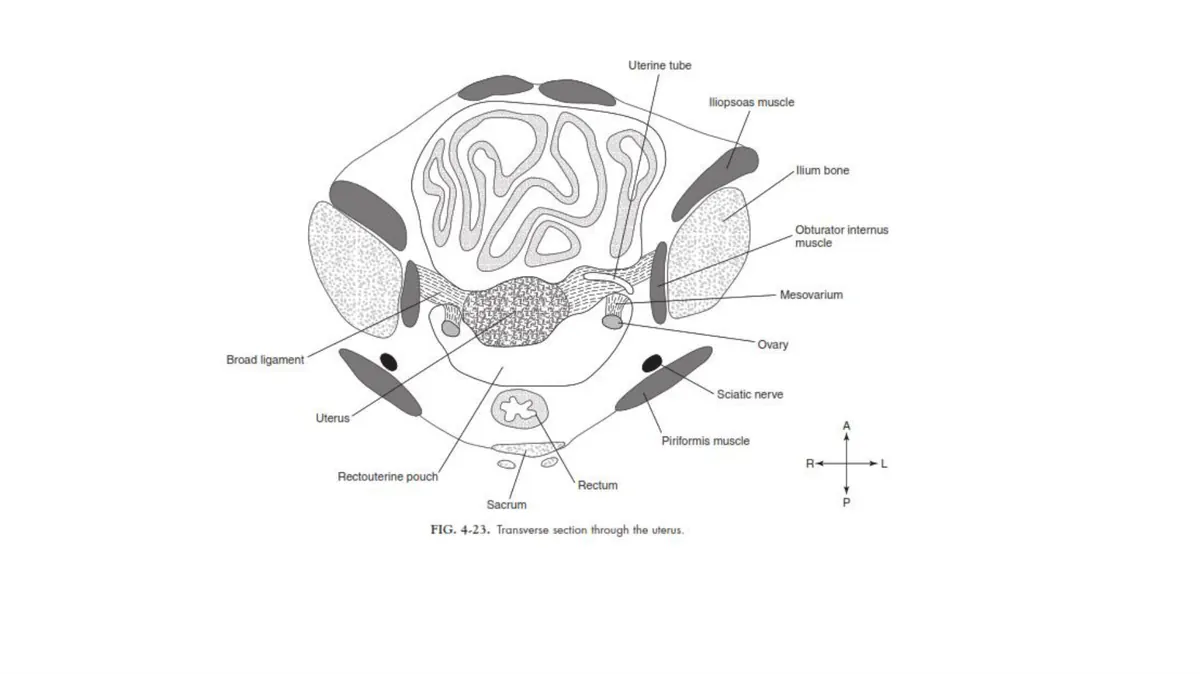 Uterine tube
Iliopsoas muscle
Ilium bone
Obturator internus
muscle
Mesovarium
Ovary
Broad ligament
Sciatic nerve
Uterus
A
Piriformis muscle
R
L
Rectouterine pouch
Rectum
Sacrum
P
FIG. 4-23. Transverse section through the uterus.